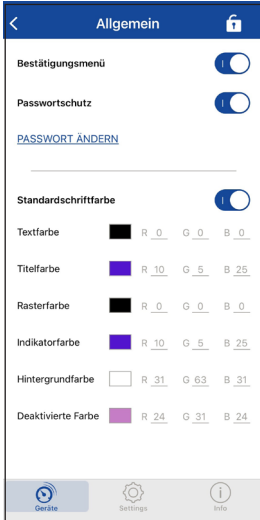 Allgemein
Bestätigungsmenü
Passwortschutz
PASSWORT ÄNDERN
Standardschriftfarbe
Textfarbe R 0 G 0 B 0
Titelfarbe R 10 G 5 B 25
Rasterfarbe R 0 G 0 B 0
Indikatorfarbe R 10 G 5 B 25
Hintergrundfarbe R 31 G 63 B 31
Deaktivierte Farbe R 24 G 31 B 24
Geräte Settings Info